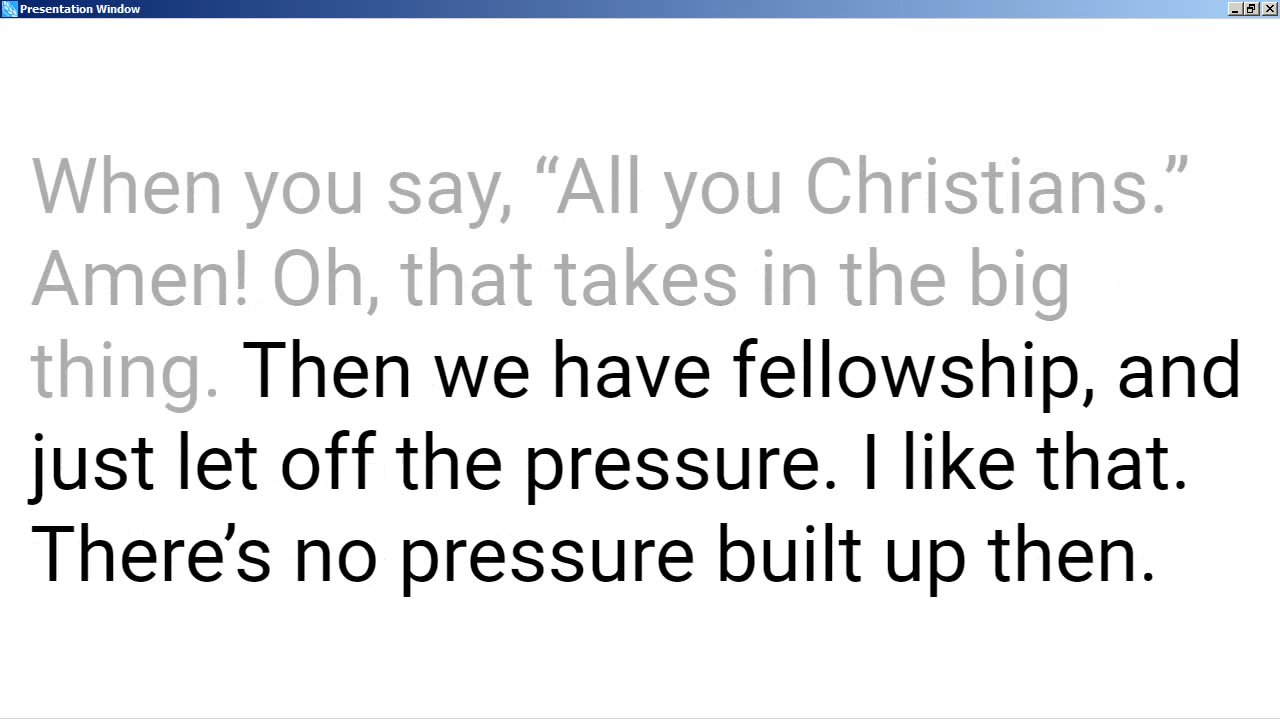 Presentation Window
When you say, “All you Christians.”
Amen! Oh, that takes in the big
thing. Then we have fellowship, and
just let off the pressure. I like that.
There’s no pressure built up then.